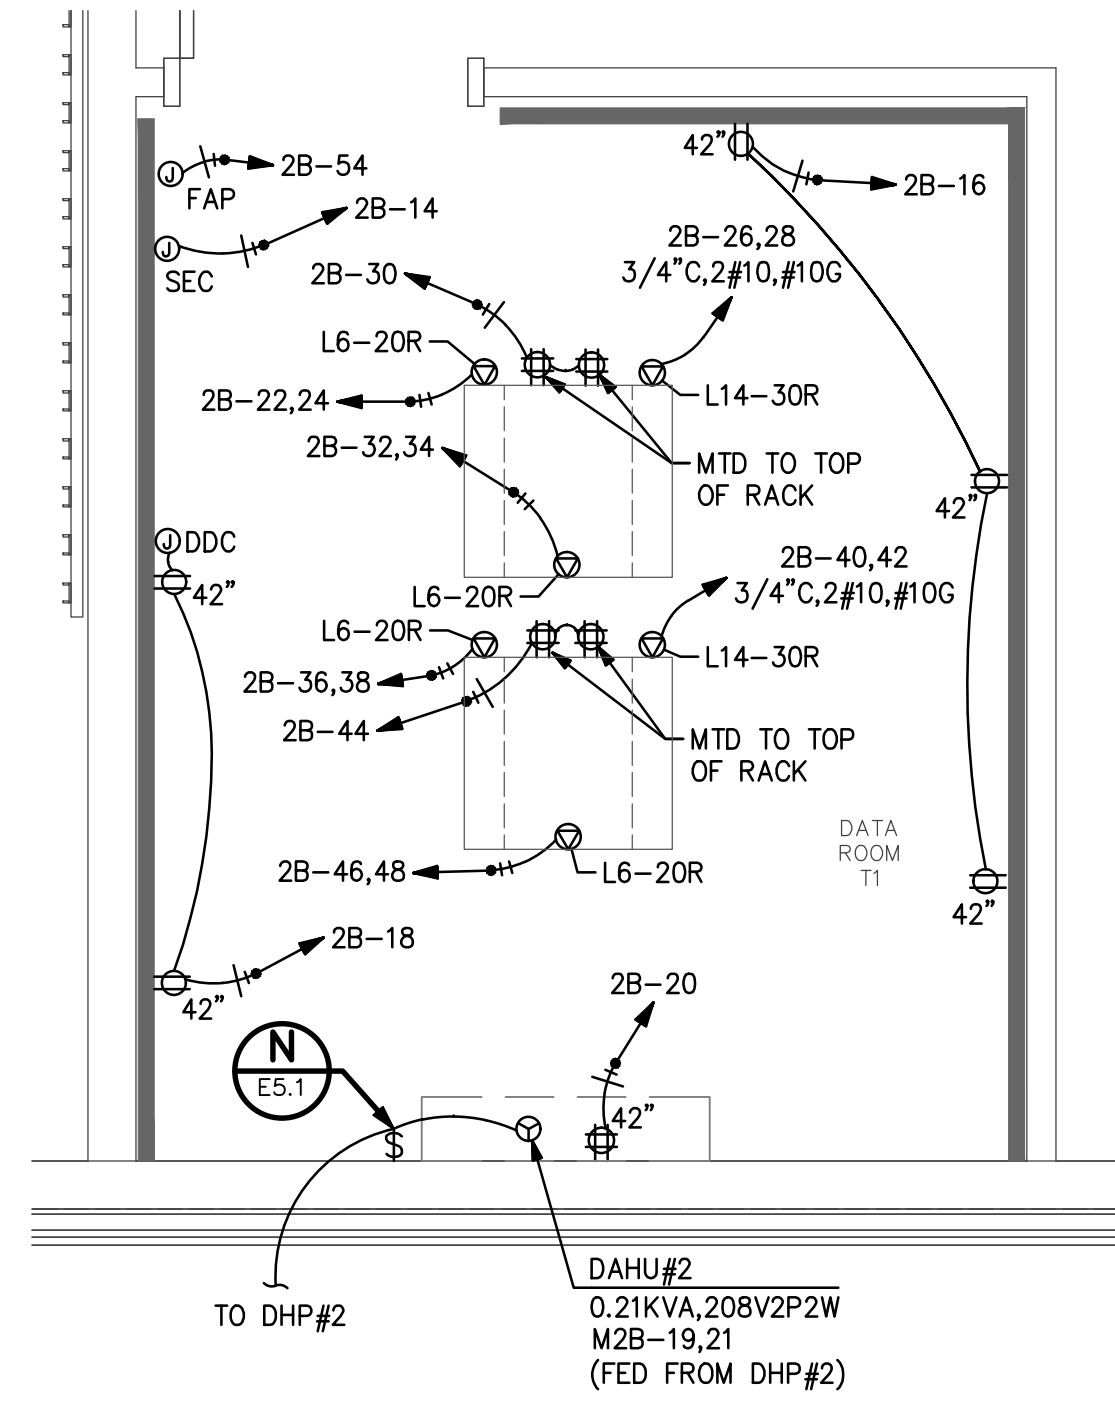 42”
2B-16
J
2B-54
FAP
J
2B-14
SEC
2B-26,28
3/4”C,2#10,#10G
2B-30
L6-20R
2B-22,24
L14-30R
2B-32,34
MTD TO TOP
OF RACK
42”
J
DDC
42”
L6-20R
2B-40,42
3/4”C,2#10,#10G
L6-20R
L14-30R
2B-36,38
2B-44
MTD TO TOP
OF RACK
DATA
ROOM
T1
2B-46,48
L6-20R
42”
2B-18
42”
2B-20
N
E5.1
42”
$
DAHU#2
0.21KVA,208V2P2W
M2B-19,21
(FED FROM DHP#2)
TO DHP#2